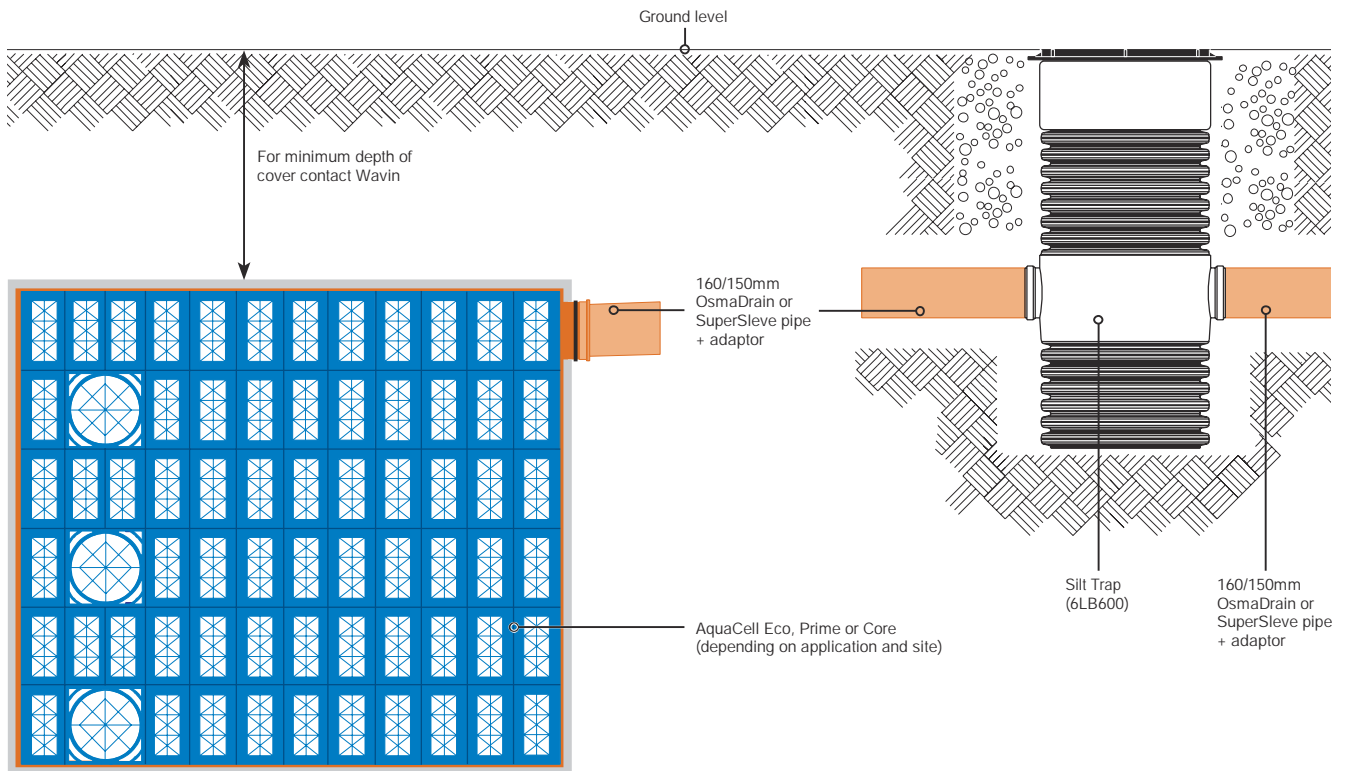 Ground level
For minimum depth of
cover contact Wavin
160/150mm
OsmaDrain or
SuperSleve pipe
+ adaptor
Silt Trap
(6LB600)
160/150mm
OsmaDrain or
SuperSleve pipe
+ adaptor
AquaCell Eco, Prime or Core
(depending on application and site)